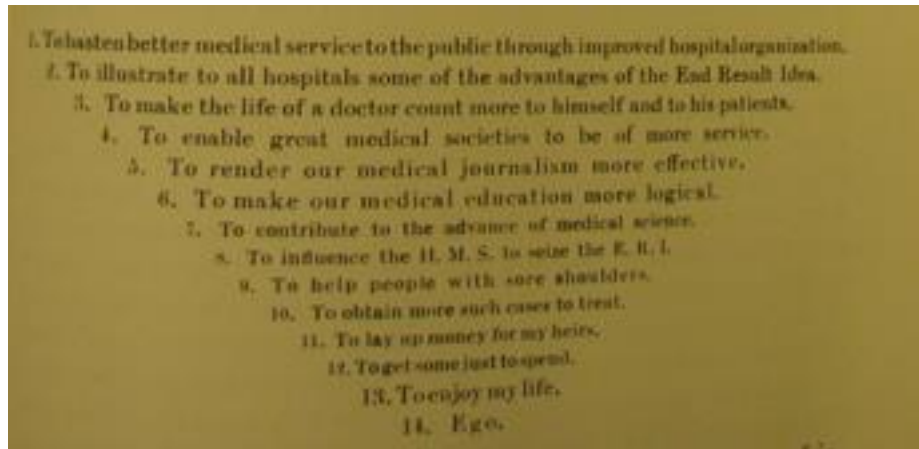 1. To hasten better medical service to the public through improved hospital organization.
2. To illustrate to all hospitals some of the advantages of the End Result Idea.
3. To make the life of a doctor count more to himself and to his patients.
4. To enable great medical societies to be of more service.
5. To render our medical journalism more effective.
6. To make our medical education more logical.
7. To contribute to the advance of medical science.
8. To influence the H. M. S. to seize the E. R. I.
9. To help people with sore shoulders.
10. To obtain more such cases to treat.
11. To lay up money for my heirs.
12. To get some just to spend.
13. To enjoy my life.
14. Ego.